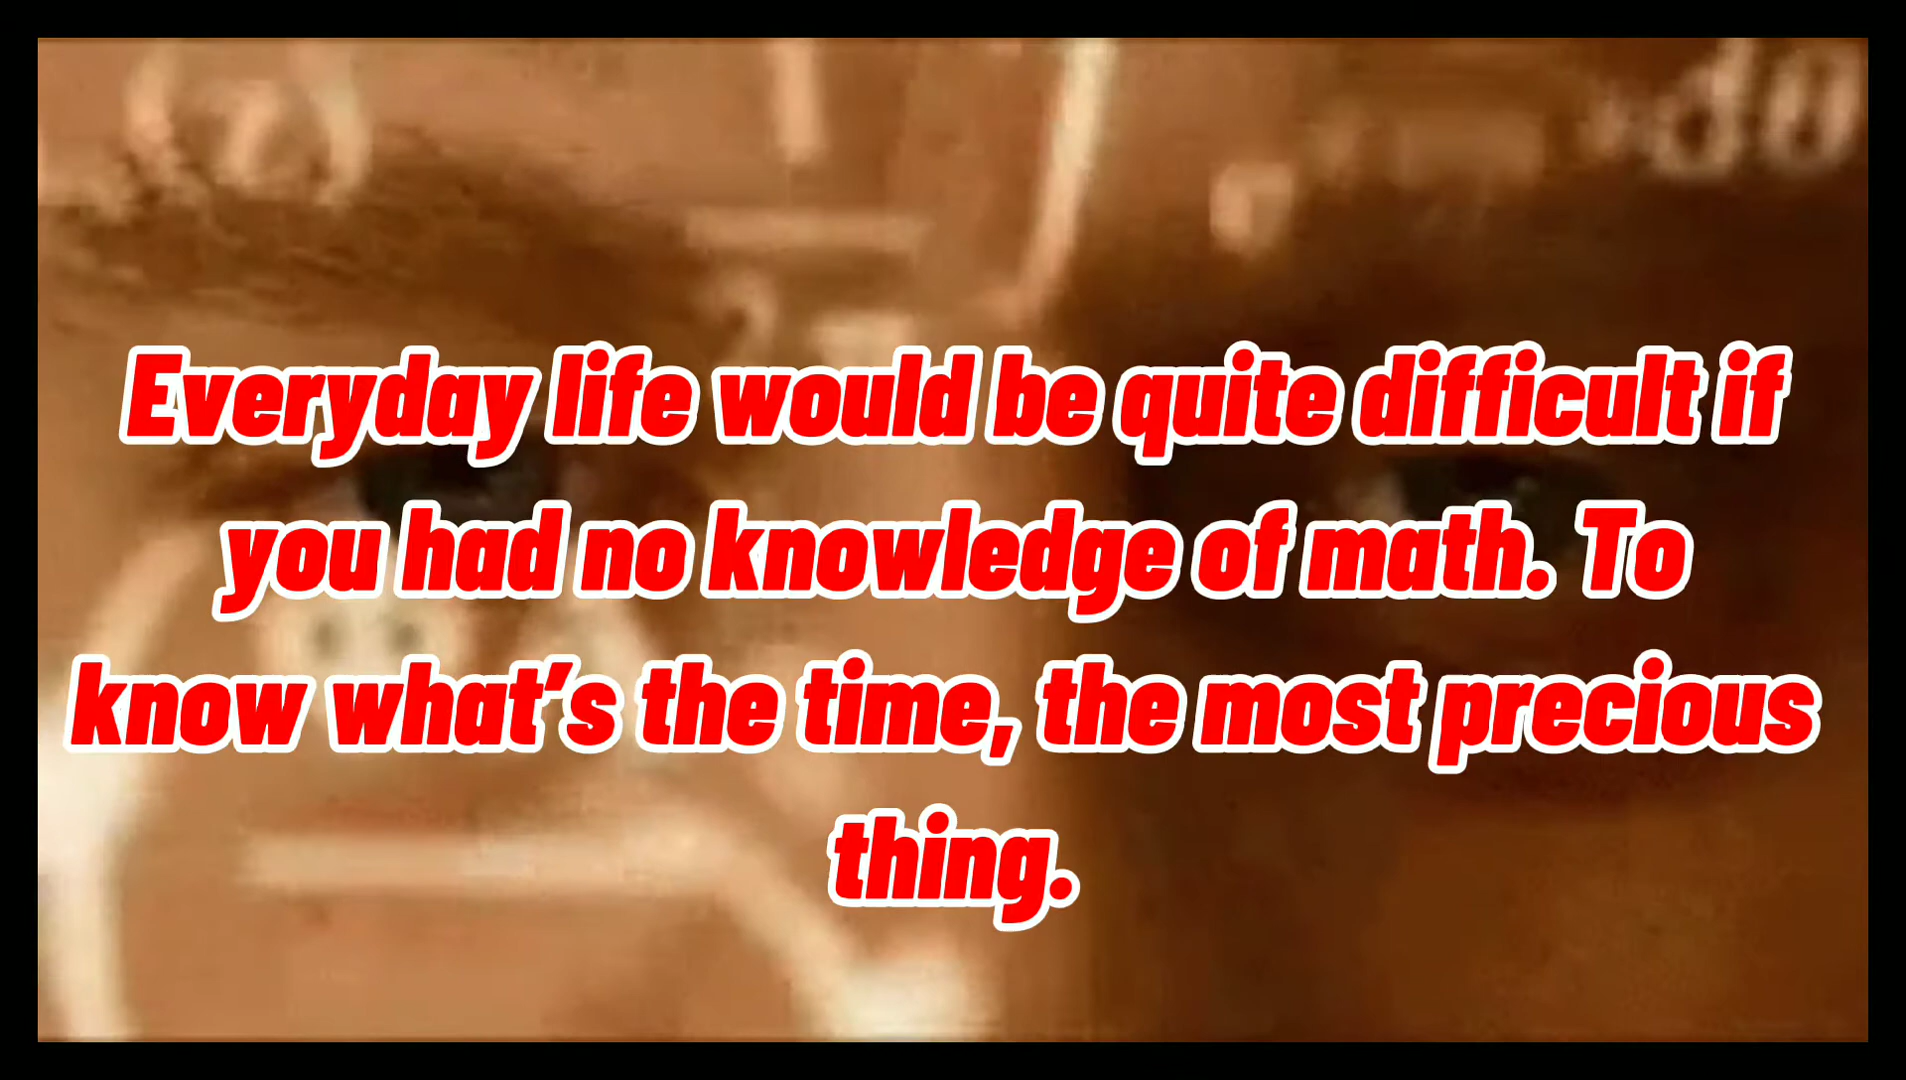 Everyday life would be quite difficult if
you had no knowledge of math. To
know what's the time, the most precious
thing.